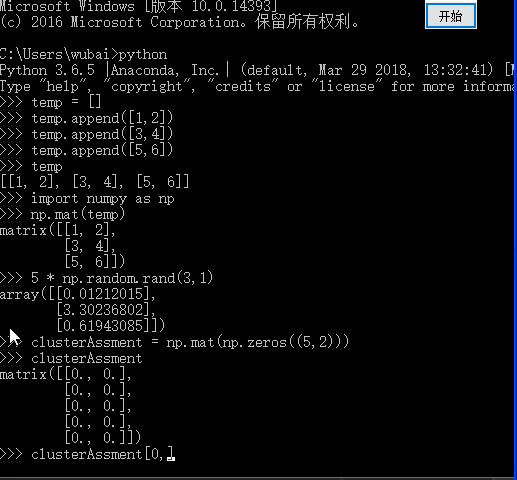 Microsoft Windows [版本 10.0.14393]
(c) 2016 Microsoft Corporation。保留所有权利。
开始
C:\Users\wubai>python
Python 3.6.5 |Anaconda, Inc.| (default, Mar 29 2018, 13:32:41) [M
Type "help", "copyright", "credits" or "license" for more informa
>>> temp = []
>>> temp.append([1,2])
>>> temp.append([3,4])
>>> temp.append([5,6])
>>> temp
[[1, 2], [3, 4], [5, 6]]
>>> import numpy as np
>>> np.mat(temp)
matrix([[1, 2],
        [3, 4],
        [5, 6]])
>>> 5 * np.random.rand(3,1)
array([[0.01212015],
       [3.30236802],
       [0.61943085]])
>>> clusterAssment = np.mat(np.zeros((5,2)))
>>> clusterAssment
matrix([[0., 0.],
        [0., 0.],
        [0., 0.],
        [0., 0.],
        [0., 0.]])
>>> clusterAssment[0,]